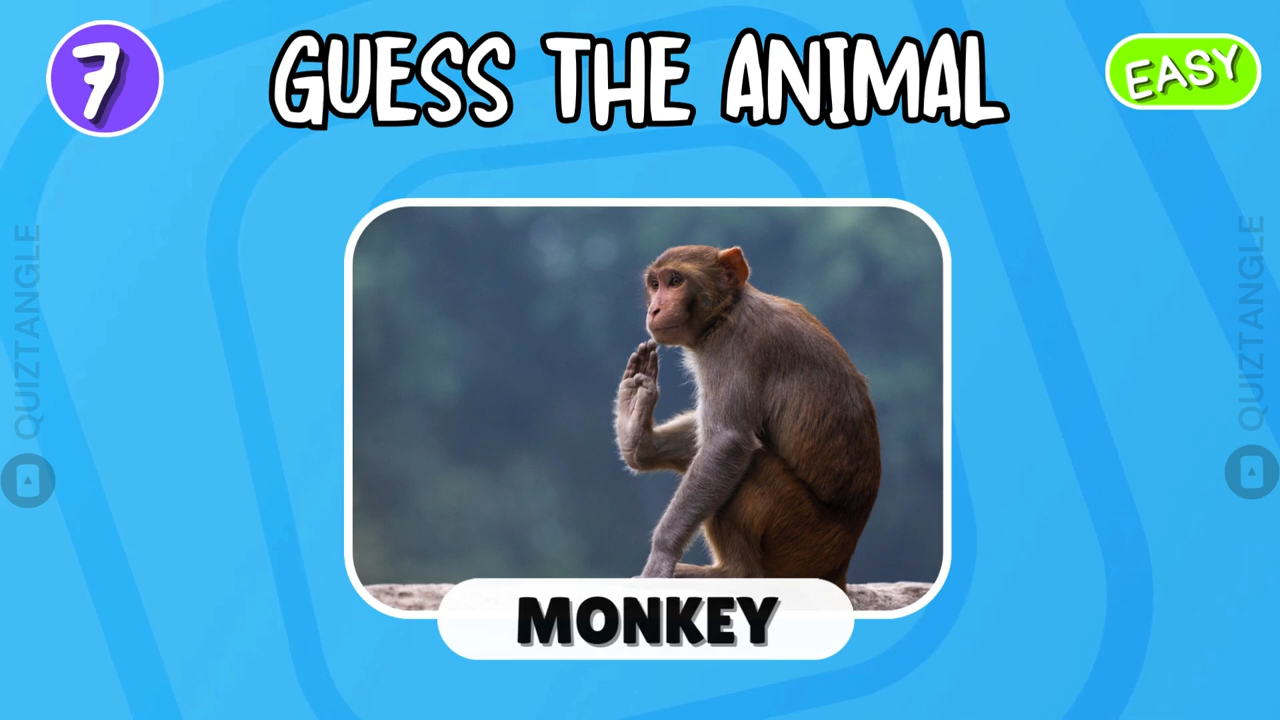 7
GUESS THE ANIMAL
EASY
QUIZTANGLE
QUIZTANGLE
MONKEY